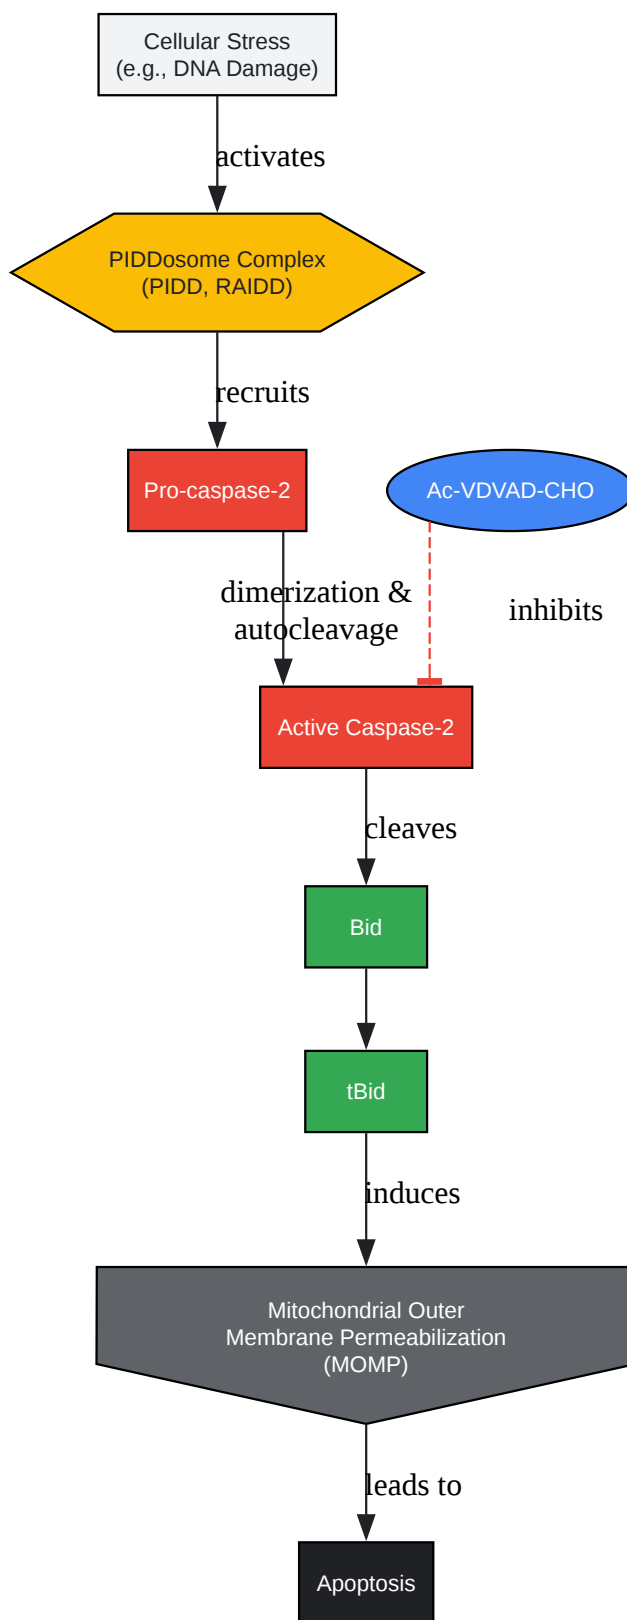 Cellular Stress
(e.g., DNA Damage)
activates
PIDDosome Complex
(PIDD, RAIDD)
recruits
Pro-caspase-2
Ac-VDVAD-CHO
dimerization &
autocleavage
inhibits
Active Caspase-2
cleaves
Bid
tBid
induces
Mitochondrial Outer
Membrane Permeabilization
(MOMP)
leads to
Apoptosis